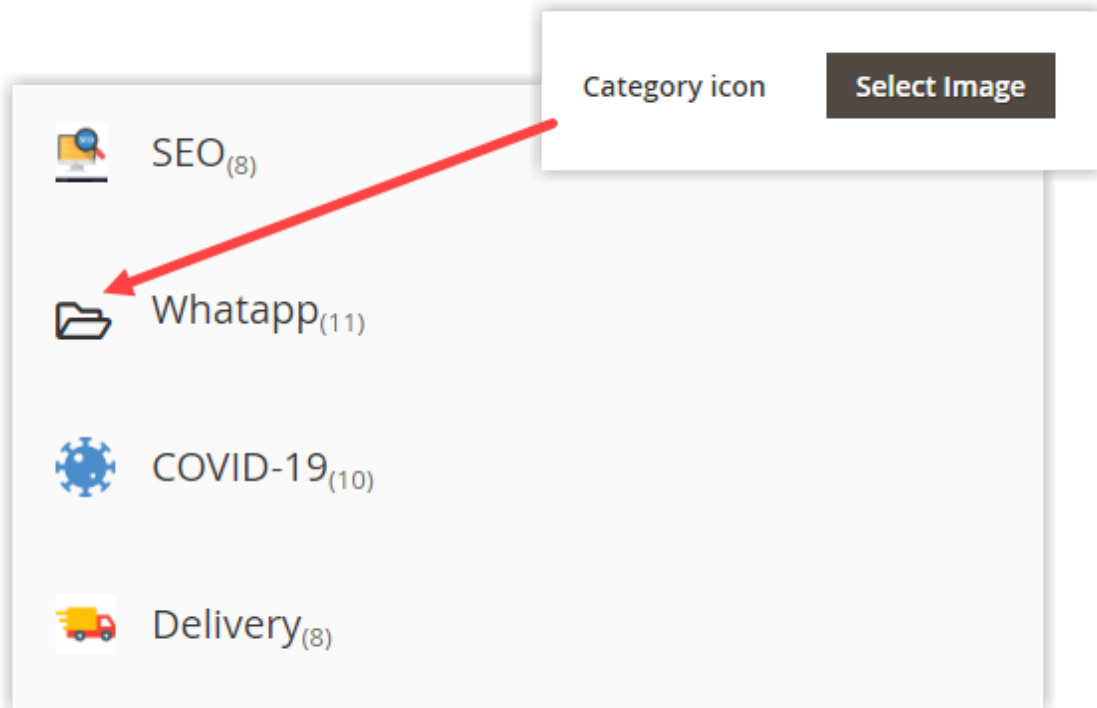 Category icon Select Image
SEO(8)
Whatapp(11)
COVID-19(10)
Delivery(8)